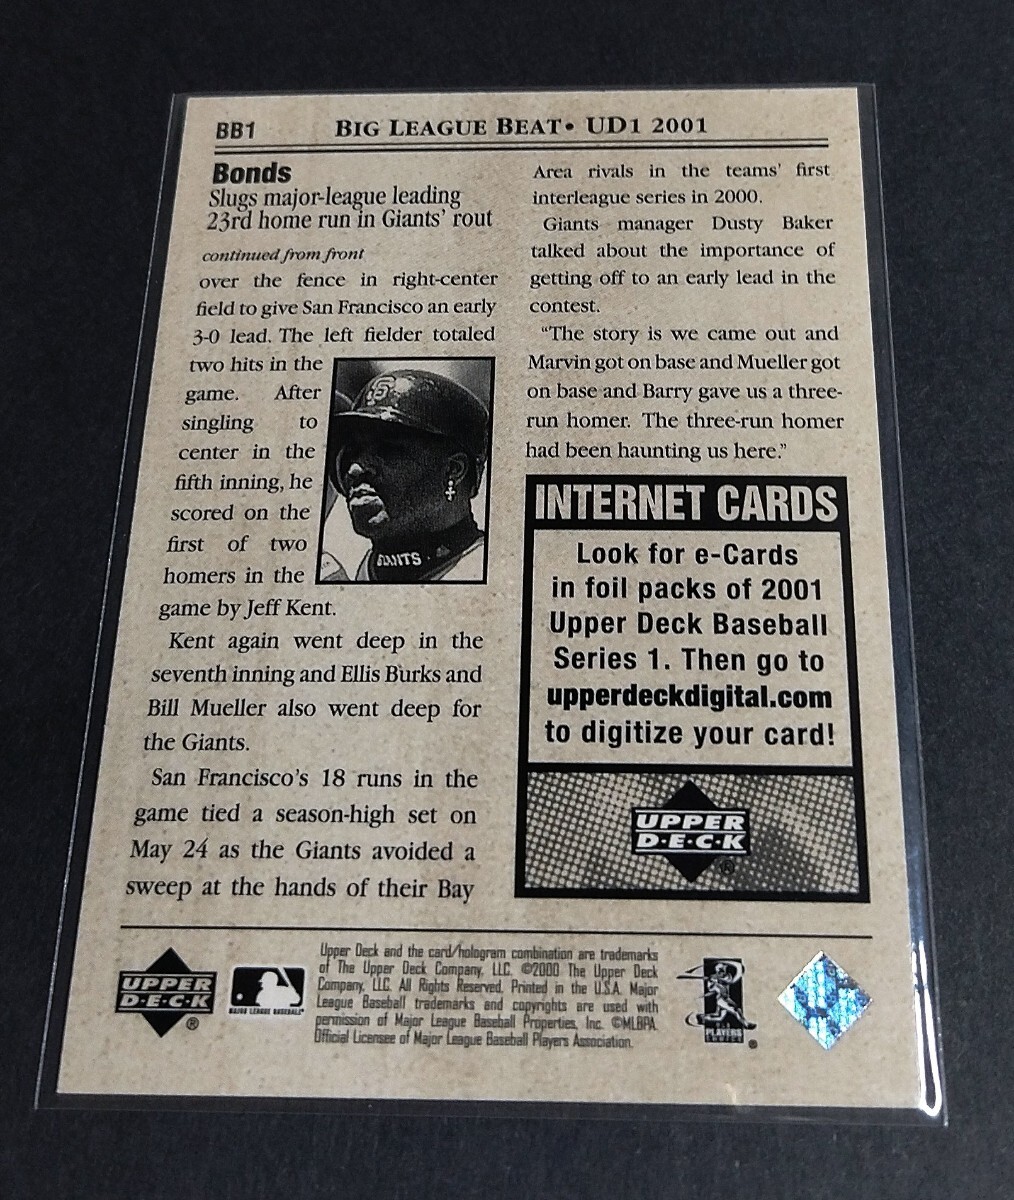 BB1
BIG LEAGUE BEAT • UD1 2001
Bonds
Slugs major-league leading
23rd home run in Giants' rout
continued from front
over the fence in right-center
field to give San Francisco an early
3-0 lead. The left fielder totaled
two hits in the
game. After
singling to
center in the
fifth inning, he
scored on the
first of two
homers in the
game by Jeff Kent.
Kent again went deep in the
seventh inning and Ellis Burks and
Bill Mueller also went deep for
the Giants.
San Francisco's 18 runs in the
game tied a season-high set on
May 24 as the Giants avoided a
sweep at the hands of their Bay
GIANTS
Area rivals in the teams' first
interleague series in 2000.
Giants manager Dusty Baker
talked about the importance of
getting off to an early lead in the
contest.
"The story is we came out and
Marvin got on base and Mueller got
on base and Barry gave us a three-
run homer. The three-run homer
had been haunting us here."
INTERNET CARDS
Look for e-Cards
in foil packs of 2001
Upper Deck Baseball
Series 1. Then go to
upperdeckdigital.com
to digitize your card!
UPPER
D•E•C•K
®
UPPER
D•E•C•K
®
MAJOR LEAGUE BASEBALL
Upper Deck and the card/hologram combination are trademarks
of The Upper Deck Company, LLC. ©2000 The Upper Deck
Company, LLC. All Rights Reserved. Printed in the U.S.A. Major
League Baseball trademarks and copyrights are used with
permission of Major League Baseball Properties, Inc. ©MLBPA
Official Licensee of Major League Baseball Players Association.
PLAYERS
CHOICE
®